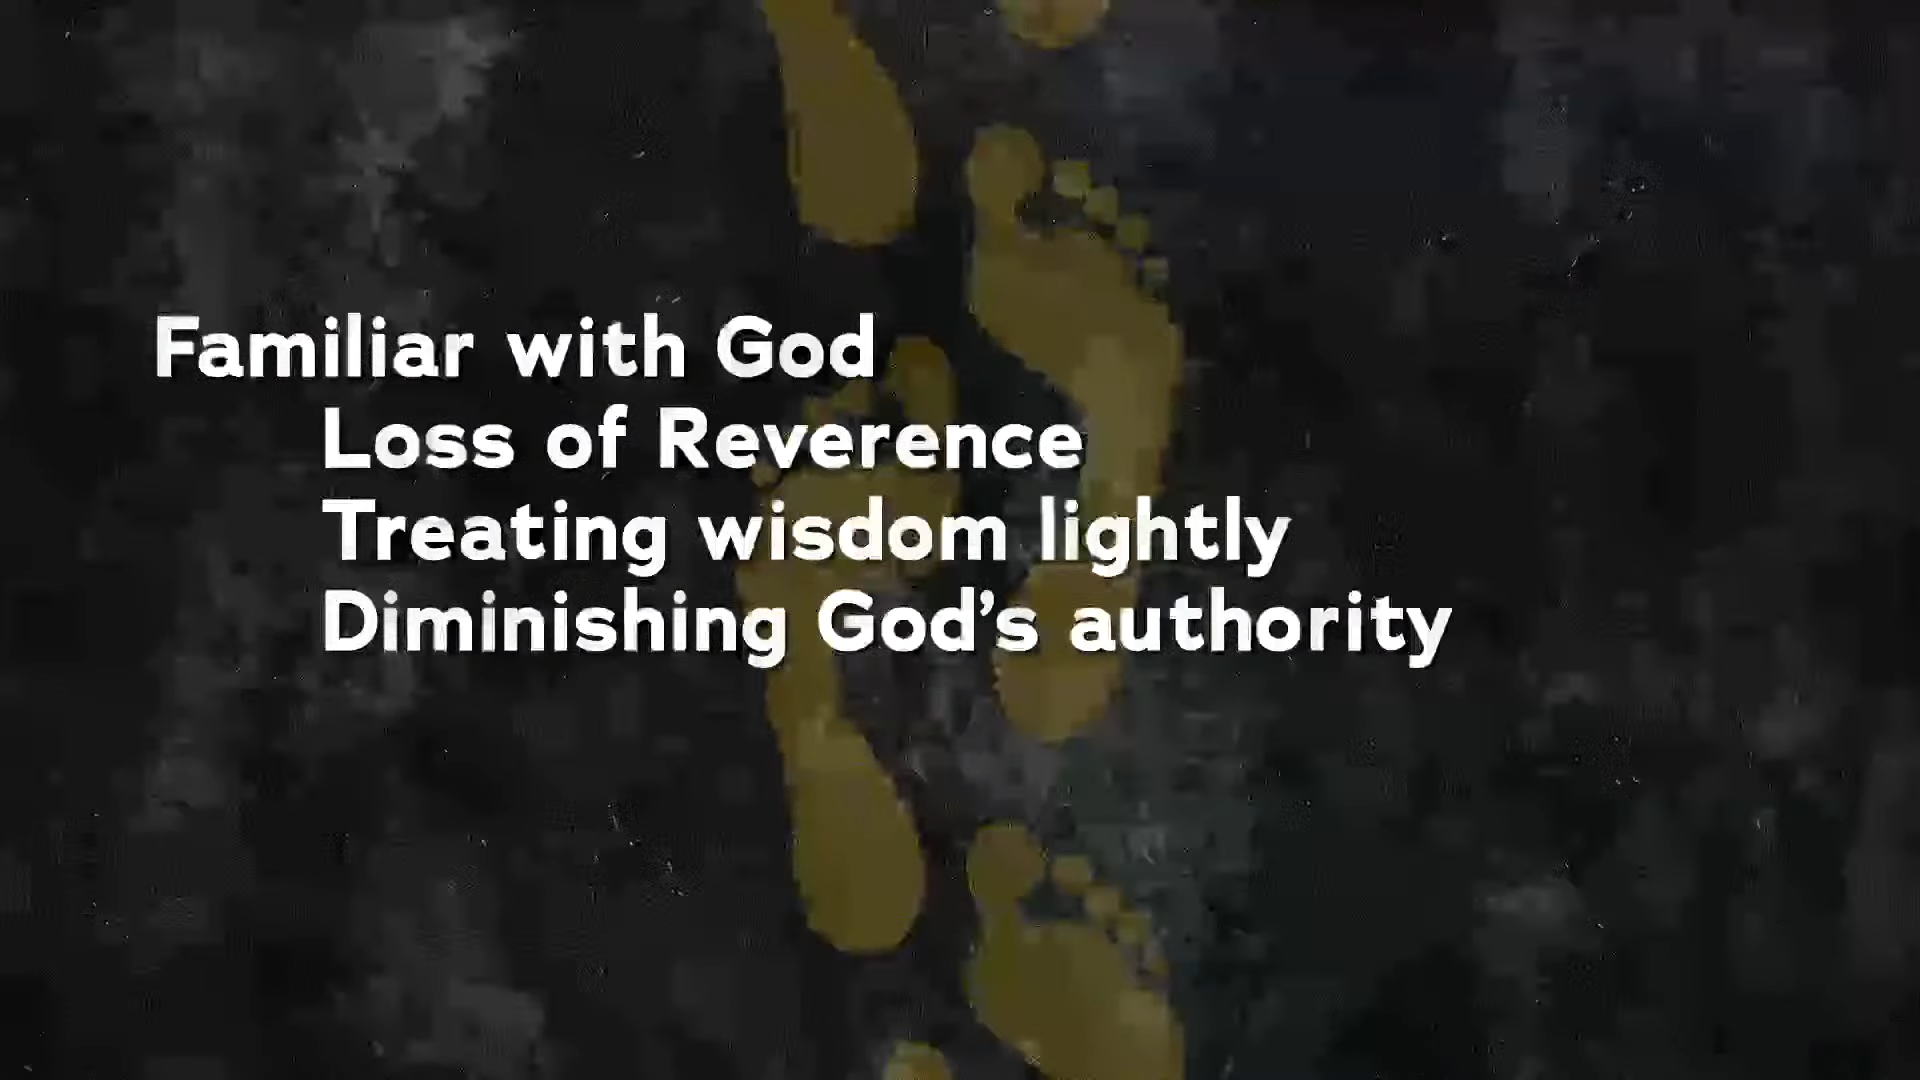 Familiar with God
Loss of Reverence
Treating wisdom lightly
Diminishing God’s authority